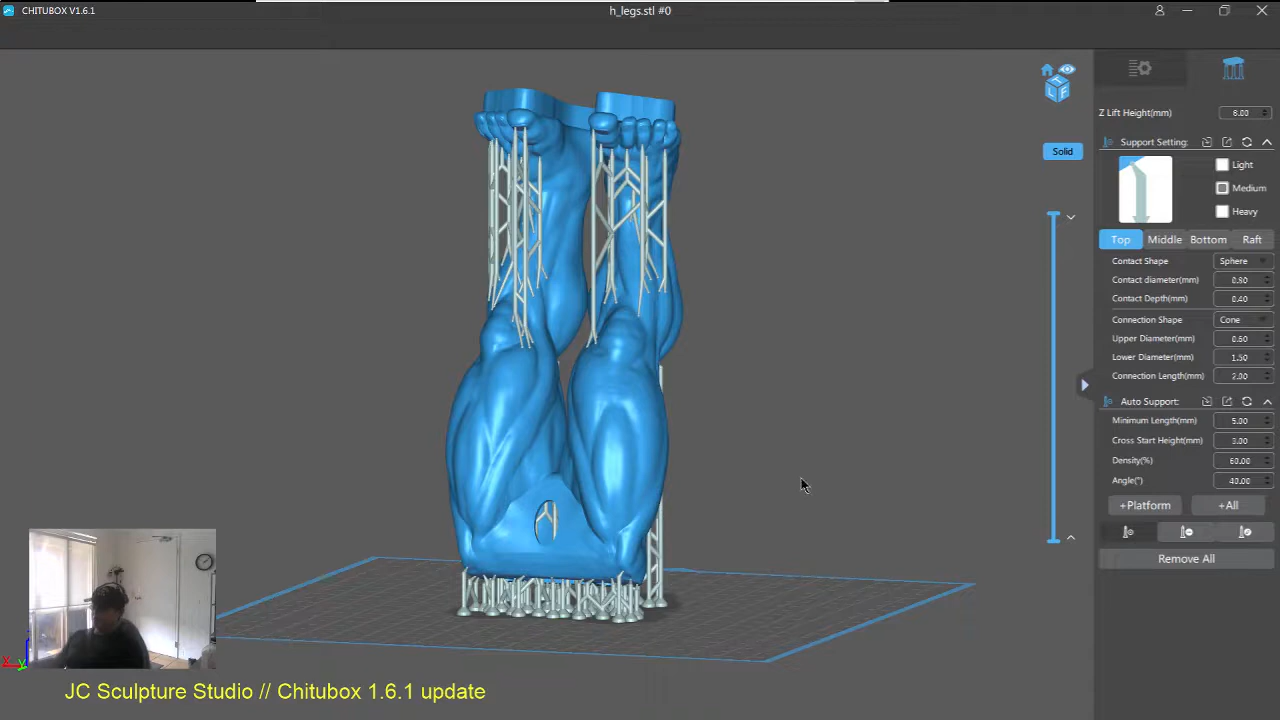 CHITUBOX V1.6.1
h_legs.stl #0
Z Lift Height(mm) 6.00
Support Setting:
Solid
Light
Medium
Heavy
Top Middle Bottom Raft
Contact Shape Sphere
Contact diameter(mm) 0.80
Contact Depth(mm) 0.40
Connection Shape Cone
Upper Diameter(mm) 0.60
Lower Diameter(mm) 1.50
Connection Length(mm) 2.00
Auto Support:
Minimum Length(mm) 5.00
Cross Start Height(mm) 3.00
Density(%) 60.00
Angle(°) 40.00
+Platform +All
Remove All
L F
X Y
JC Sculpture Studio // Chitubox 1.6.1 update